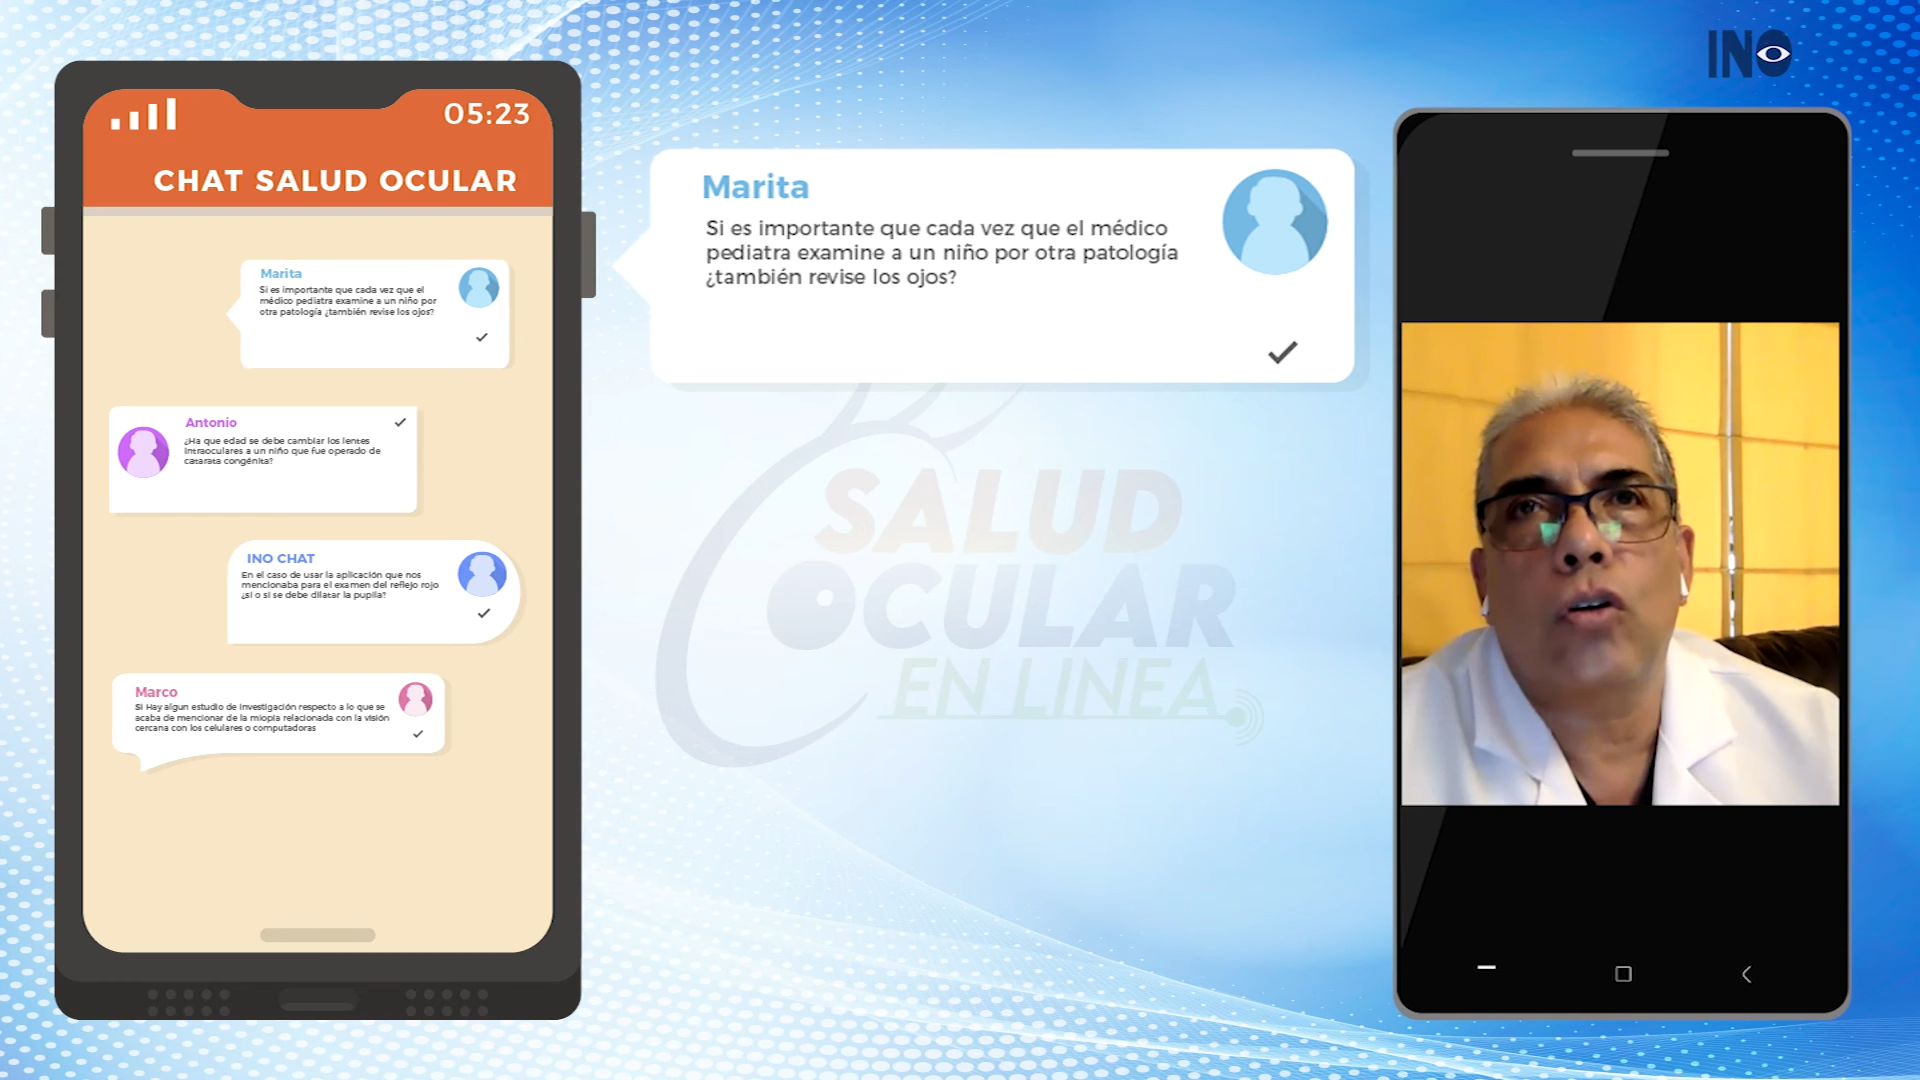 05:23
CHAT SALUD OCULAR
Marita
Si es importante que cada vez que el
médico pediatra examine a un niño por
otra patología ¿también revise los ojos?
Antonio
¿Ha que edad se debe cambiar los lentes
intraoculares a un niño que fue operado de
catarata congénita?
INO CHAT
En el caso de usar la aplicación que nos
mencionaba para el examen del reflejo rojo
¿si o si se debe dilatar la pupila?
Marco
Si Hay algun estudio de investigación respecto a lo que se
acaba de mencionar de la miopía relacionada con la visión
cercana con los celulares o computadoras
Marita
Si es importante que cada vez que el médico
pediatra examine a un niño por otra patología
¿también revise los ojos?
SALUD
OCULAR
EN LINEA
INO